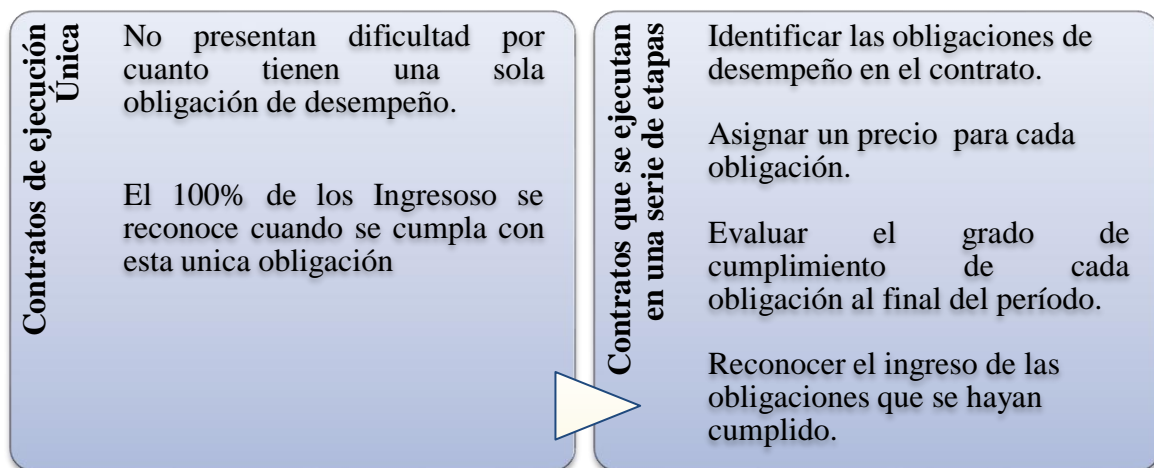 Contratos de ejecución
Única
No presentan dificultad por
cuanto tienen una sola
obligación de desempeño.
El 100% de los Ingresoso se
reconoce cuando se cumpla con
esta unica obligación
Contratos que se ejecutan
en una serie de etapas
Identificar las obligaciones de
desempeño en el contrato.
Asignar un precio para cada
obligación.
Evaluar el grado de
cumplimiento de cada
obligación al final del período.
Reconocer el ingreso de las
obligaciones que se hayan
cumplido.